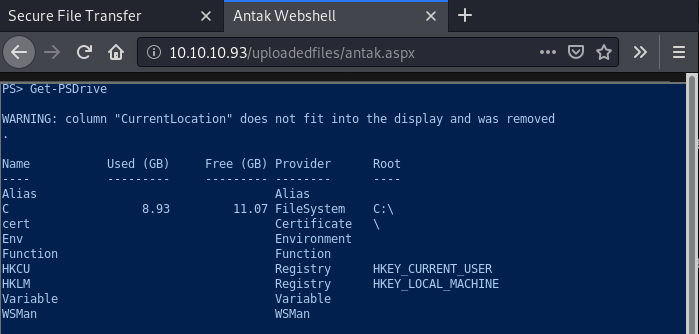 Secure File Transfer
Antak Webshell
10.10.10.93/uploadedfiles/antak.aspx
PS> Get-PSDrive
WARNING: column "CurrentLocation" does not fit into the display and was removed
.
Name Used (GB) Free (GB) Provider Root
---- --------- --------- -------- ----
Alias Alias
C 8.93 11.07 FileSystem C:\
cert Certificate \
Env Environment
Function Function
HKCU Registry HKEY_CURRENT_USER
HKLM Registry HKEY_LOCAL_MACHINE
Variable Variable
WSMan WSMan